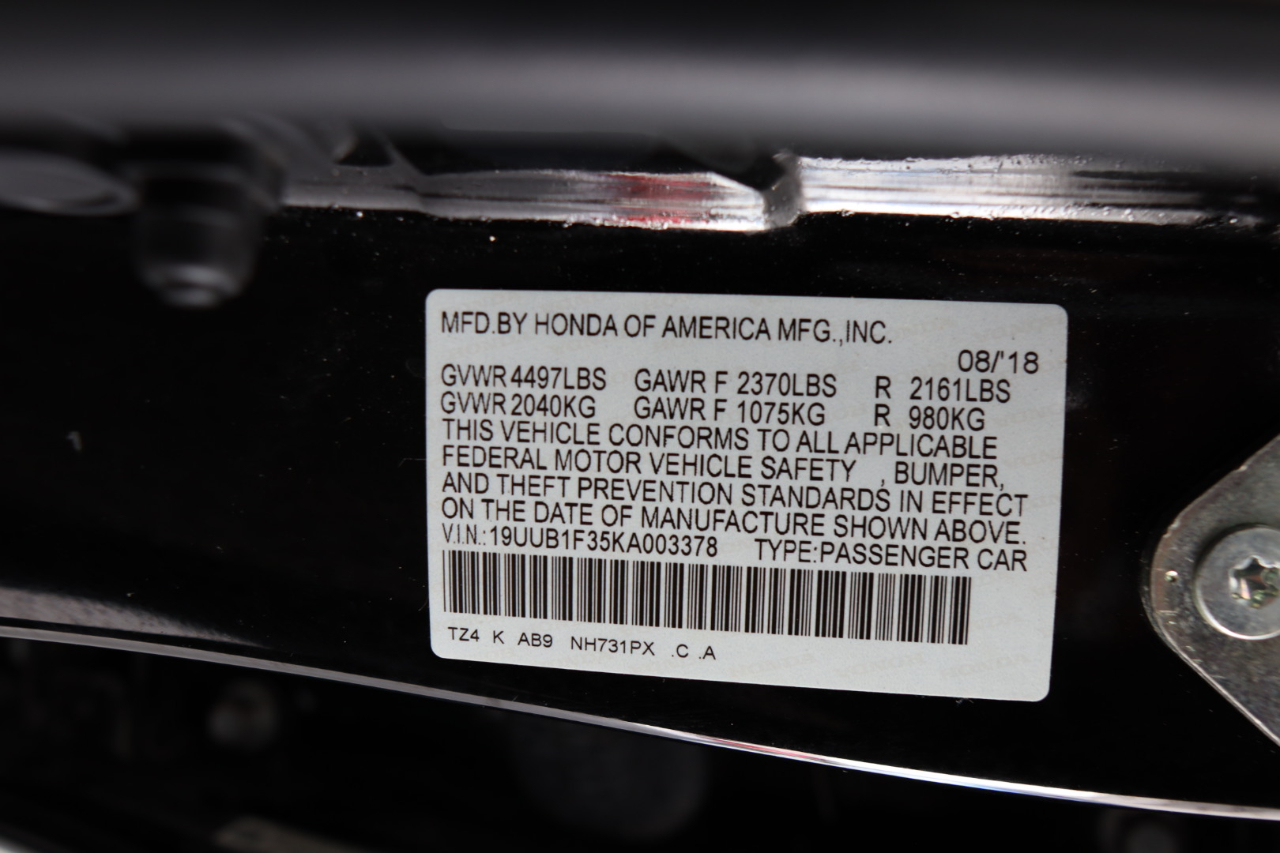 MFD.BY HONDA OF AMERICA MFG.,INC.
08/'18
GVWR 4497LBS GAWR F 2370LBS R 2161LBS
GVWR 2040KG GAWR F 1075KG R 980KG
THIS VEHICLE CONFORMS TO ALL APPLICABLE
FEDERAL MOTOR VEHICLE SAFETY , BUMPER,
AND THEFT PREVENTION STANDARDS IN EFFECT
ON THE DATE OF MANUFACTURE SHOWN ABOVE.
V.I.N.:19UUB1F35KA003378 TYPE:PASSENGER CAR
TZ4 K AB9 NH731PX .C .A